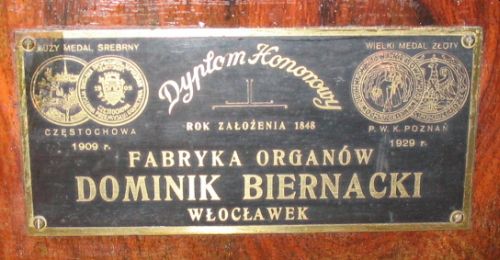 DUŻY MEDAL SREBRNY
CZĘSTOCHOWA
1909 r.
Dyplom Honorowy
ROK ZAŁOŻENIA 1848
WIELKI MEDAL ZŁOTY
P. W. K. POZNAŃ
1929 r.
FABRYKA ORGANÓW
DOMINIK BIERNACKI
WŁOCŁAWEK